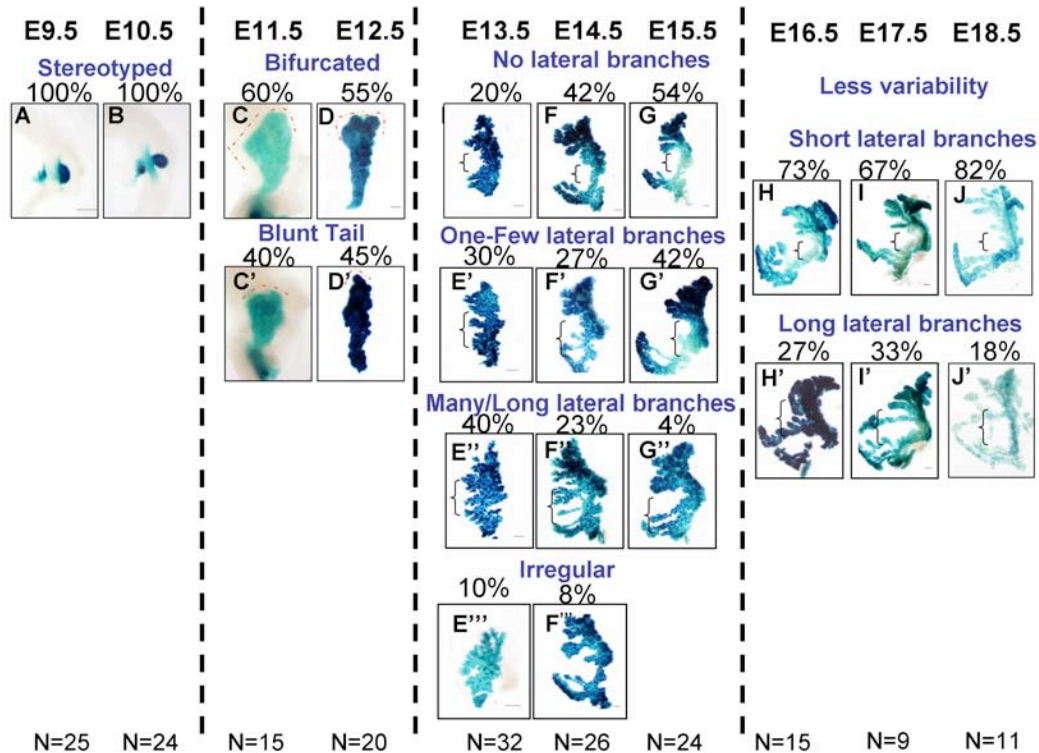 E9.5 E10.5 E11.5 E12.5 E13.5 E14.5 E15.5 E16.5 E17.5 E18.5
Stereotyped Bifurcated No lateral branches
100% 100% 60% 55% 20% 42% 54% Less variability
A B C D F G
Short lateral branches
73% 67% 82%
H I J
Blunt Tail One-Few lateral branches
40% 45% 30% 27% 42%
C' D' E' F' G'
Long lateral branches
27% 33% 18%
H' I' J'
Many/Long lateral branches
40% 23% 4%
E'' F'' G''
Irregular
10% 8%
E''' F'''
N=25 N=24 N=15 N=20 N=32 N=26 N=24 N=15 N=9 N=11